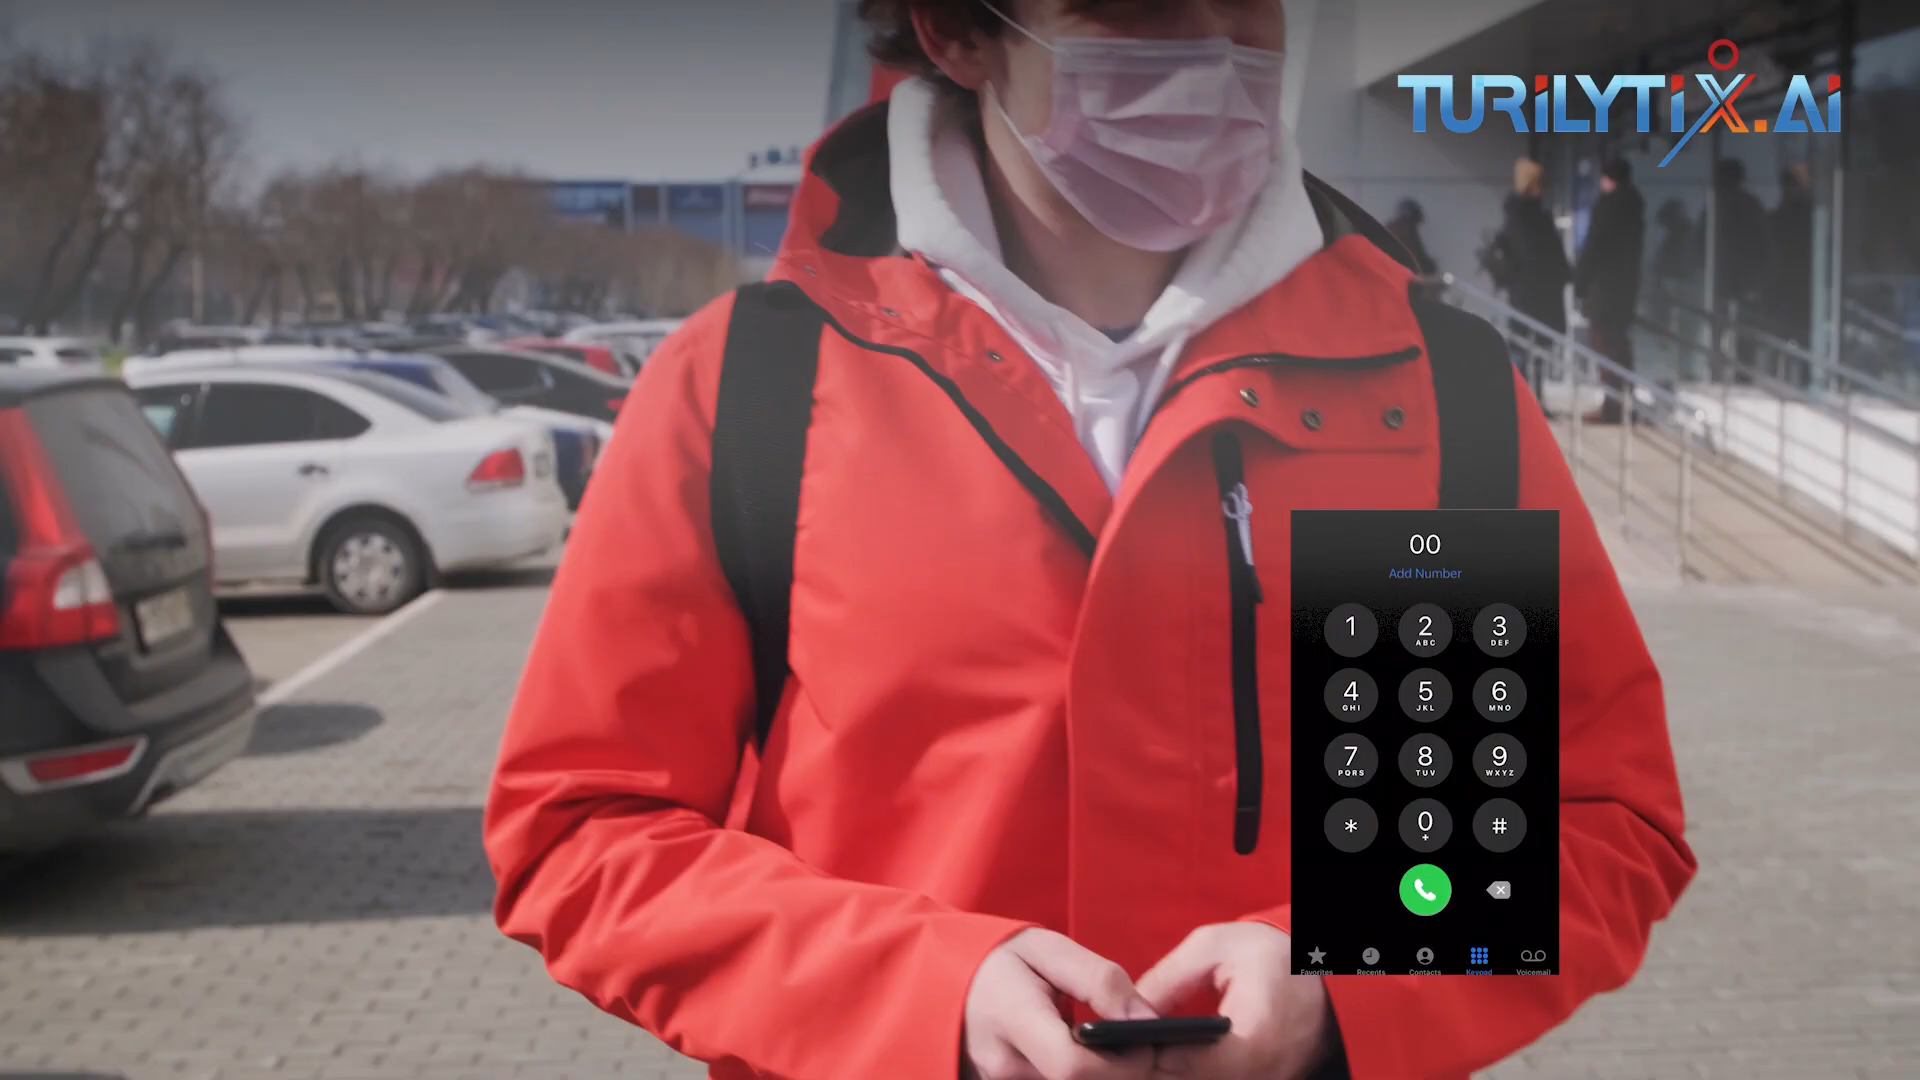 TURILYTIX.AI
00
Add Number
1
2
ABC
3
DEF
4
GHI
5
JKL
6
MNO
7
PQRS
8
TUV
9
WXYZ
*
0
+
#
Favorites
Recents
Contacts
Keypad
Voicemail